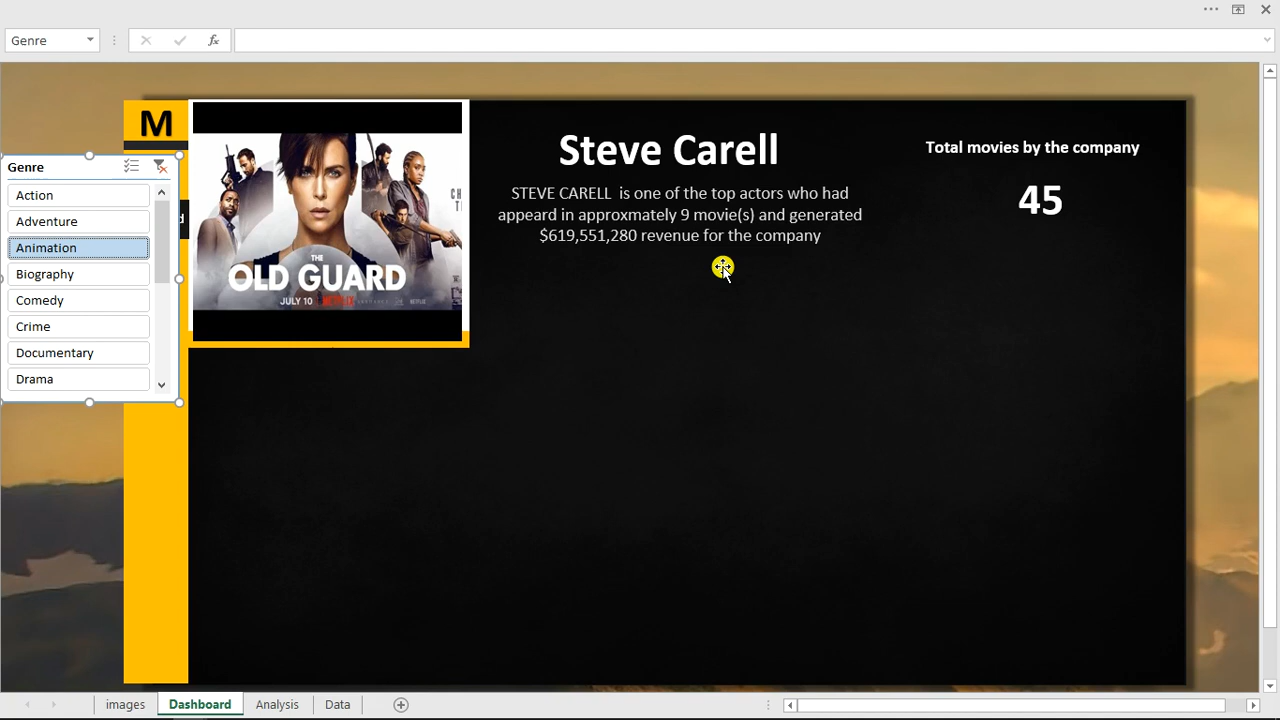 Genre
fx
M
Genre
Action
Adventure
Animation
Biography
Comedy
Crime
Documentary
Drama
d
THE
OLD GUARD
JULY 10 NETFLIX
NETFLIX
Steve Carell
STEVE CARELL is one of the top actors who had
appeard in approxmately 9 movie(s) and generated
$619,551,280 revenue for the company
Total movies by the company
45
images
Dashboard
Analysis
Data